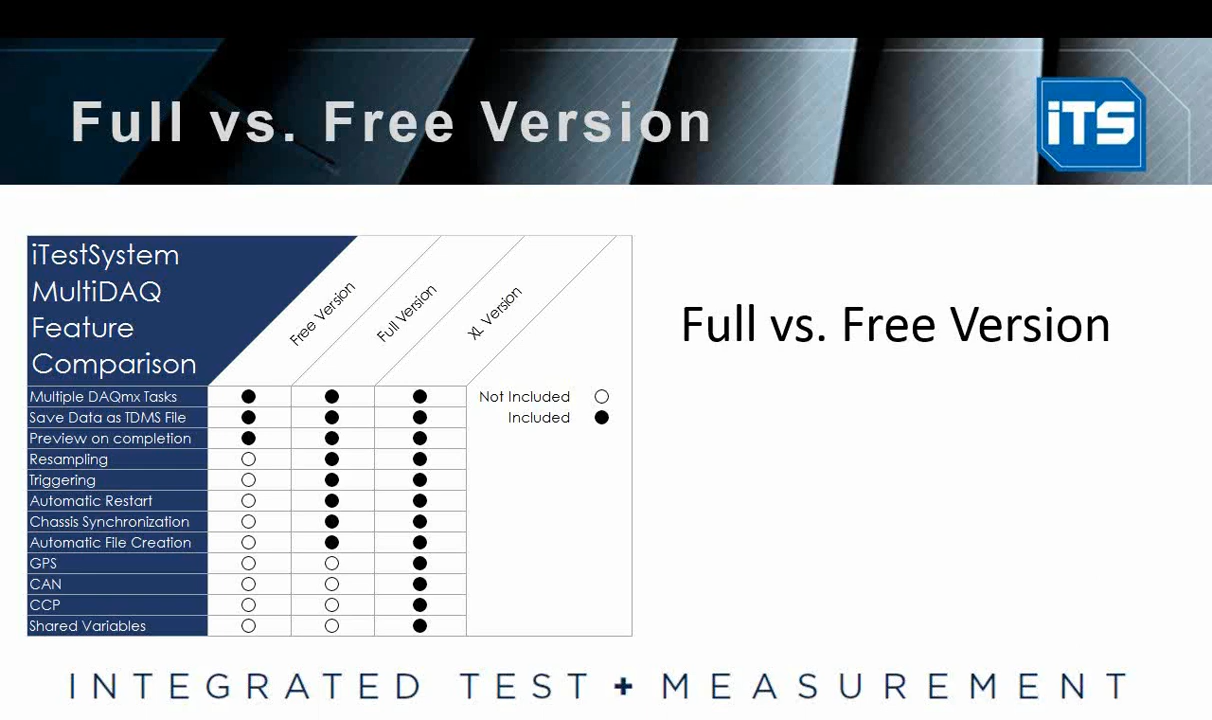 Full vs. Free Version
iTS
iTestSystem
MultiDAQ
Feature
Comparison
Free Version
Full Version
XL Version
Multiple DAQmx Tasks
Save Data as TDMS File
Preview on completion
Resampling
Triggering
Automatic Restart
Chassis Synchronization
Automatic File Creation
GPS
CAN
CCP
Shared Variables
Not Included
Included
Full vs. Free Version
INTEGRATED TEST + MEASUREMENT